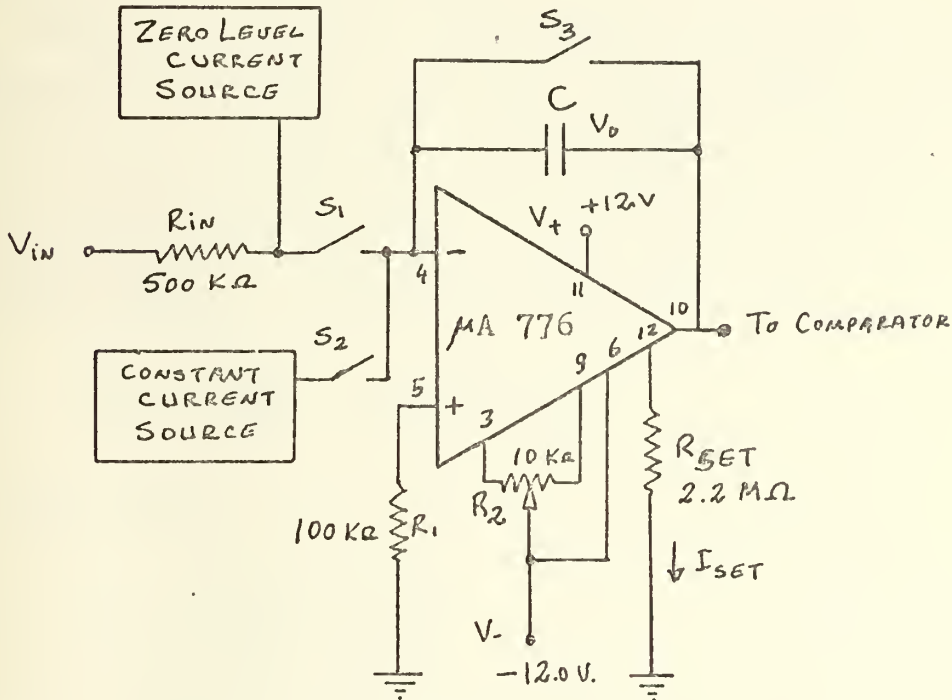 ZERO LEVEL
CURRENT
SOURCE
S3
C
Vo
V+
+12V
VIN
RIN
500 KΩ
S1
4
−
11
μA 776
10
TO COMPARATOR
12
S2
CONSTANT
CURRENT
SOURCE
5
+
3
9
6
10 KΩ
R2
RSET
2.2 MΩ
100 KΩ
R1
ISET
V-
-12.0 V.